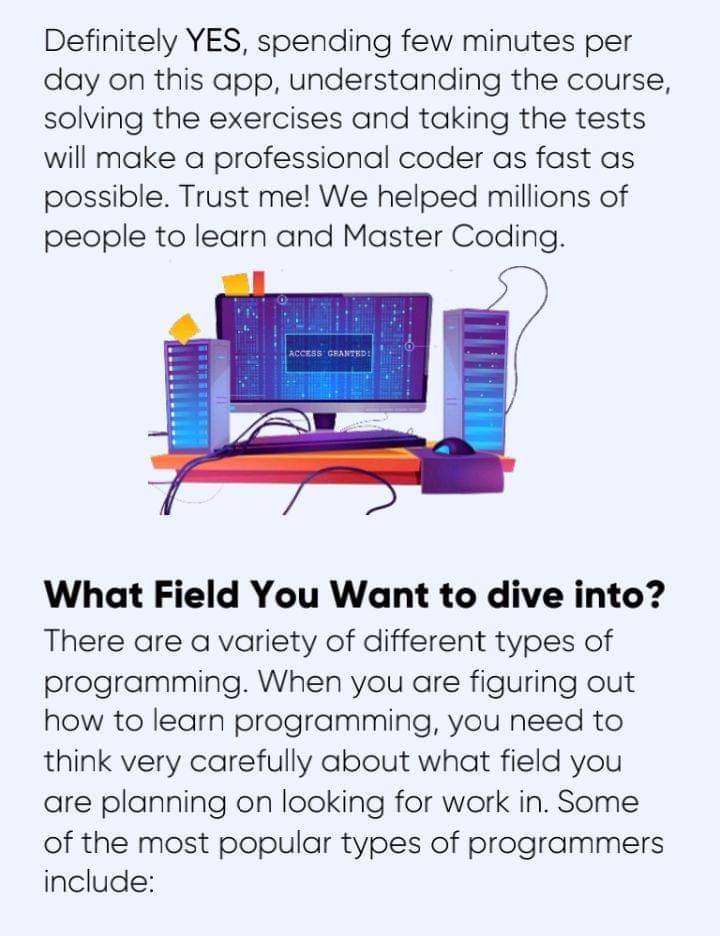 Definitely YES, spending few minutes per
day on this app, understanding the course,
solving the exercises and taking the tests
will make a professional coder as fast as
possible. Trust me! We helped millions of
people to learn and Master Coding.
ACCESS GRANTED!
What Field You Want to dive into?
There are a variety of different types of
programming. When you are figuring out
how to learn programming, you need to
think very carefully about what field you
are planning on looking for work in. Some
of the most popular types of programmers
include: